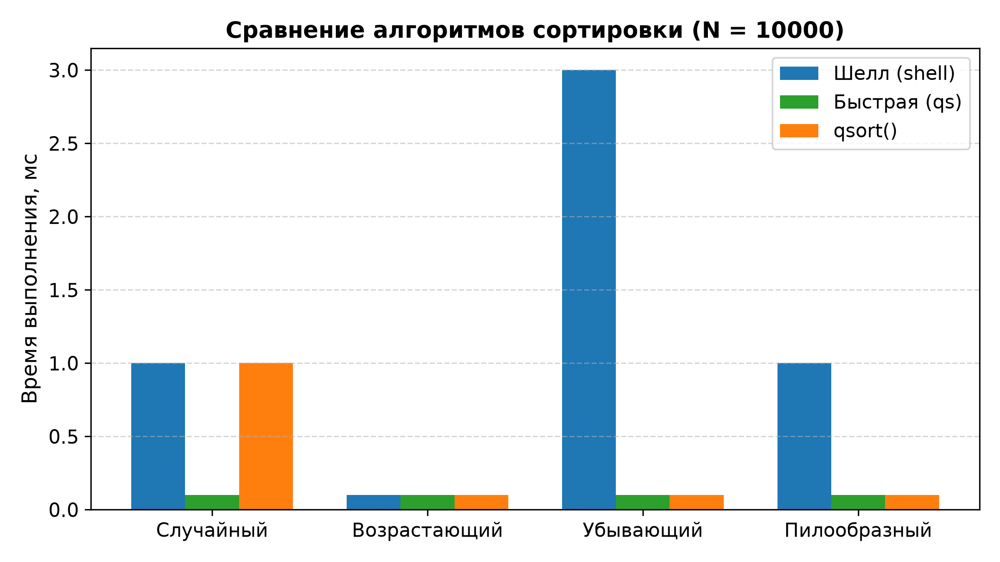 Сравнение алгоритмов сортировки (N = 10000)
Шелл (shell)
Быстрая (qs)
qsort()
Время выполнения, мс
3.0
2.5
2.0
1.5
1.0
0.5
0.0
Случайный
Возрастающий
Убывающий
Пилообразный